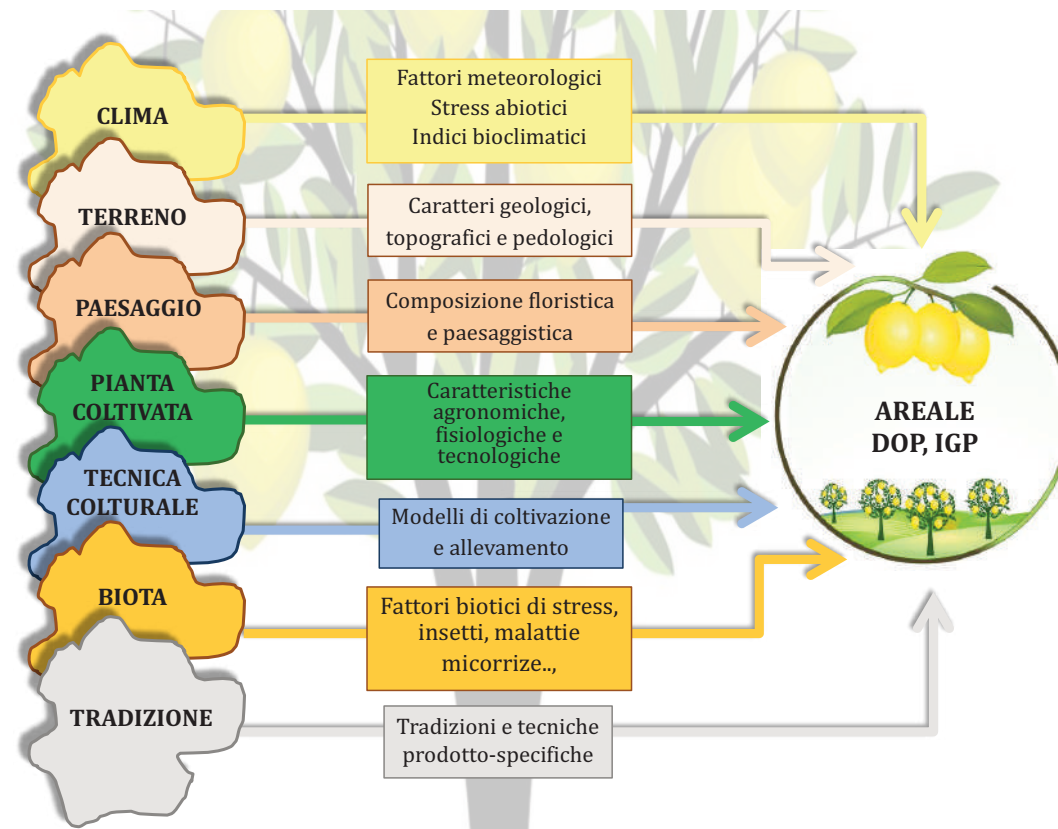 CLIMA
Fattori meteorologici
Stress abiotici
Indici bioclimatici
TERRENO
Caratteri geologici,
topografici e pedologici
PAESAGGIO
Composizione floristica
e paesaggistica
PIANTA
COLTIVATA
Caratteristiche
agronomiche,
fisiologiche e
tecnologiche
TECNICA
COLTURALE
Modelli di coltivazione
e allevamento
BIOTA
Fattori biotici di stress,
insetti, malattie
micorrize..,
TRADIZIONE
Tradizioni e tecniche
prodotto-specifiche
AREALE
DOP, IGP